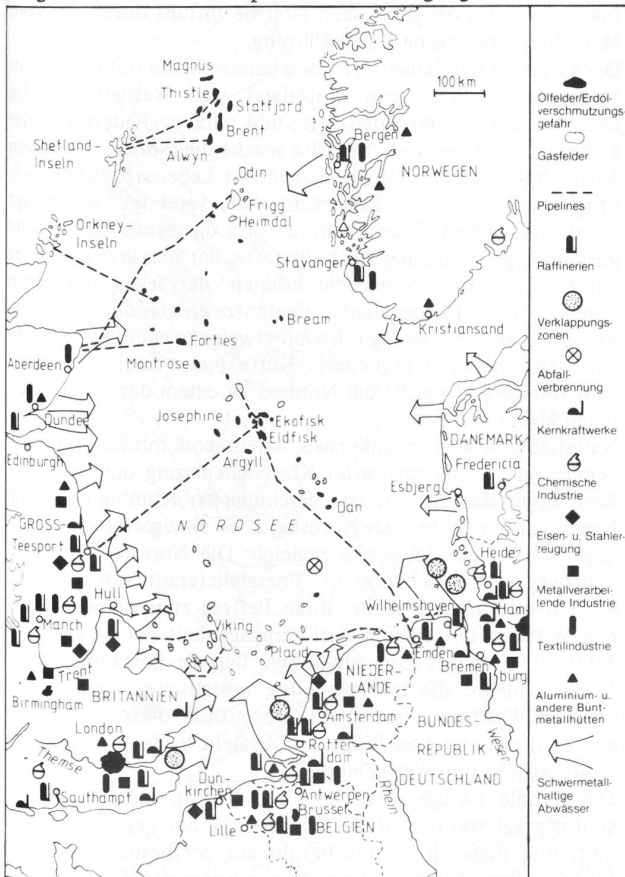 Magnus
Thistle
Statfjord
Brent
Shetland-
Inseln
Alwyn
100 km
Bergen
NORWEGEN
Odin
Frigg
Heimdal
Orkney-
Inseln
Stavanger
Kristiansand
Bream
Forties
Aberdeen
Montrose
Dundee
Josephine
Ekofisk
Eldfisk
Edinburgh
Argyll
DÄNEMARK
Fredericia
Esbjerg
Dan
NORDSEE
GROSS-
Teesport
Heide
Hull
Wilhelmshaven
Ham-
Manch
Viking
Placid
Emden
Bremen
burg
Trent
NIEDER-
LANDE
Birmingham
BRITANNIEN
Amsterdam
BUNDES-
London
Rotter-
dam
REPUBLIK
Weser
Themse
DEUTSCHLAND
Dün-
kirchen
Antwerpen
Sauthampt
Brüssel
Rhein
Lille
BELGIEN
Ölfelder/Erdöl-
verschmutzungs-
gefahr
Gasfelder
Pipelines
Raffinerien
Verklappungs-
zonen
Abfall-
verbrennung
Kernkraftwerke
Chemische
Industrie
Eisen- u. Stahler-
zeugung
Metallverarbei-
tende Industrie
Textilindustrie
Aluminium- u.
andere Bunt-
metallhütten
Schwermetall-
haltige
Abwässer